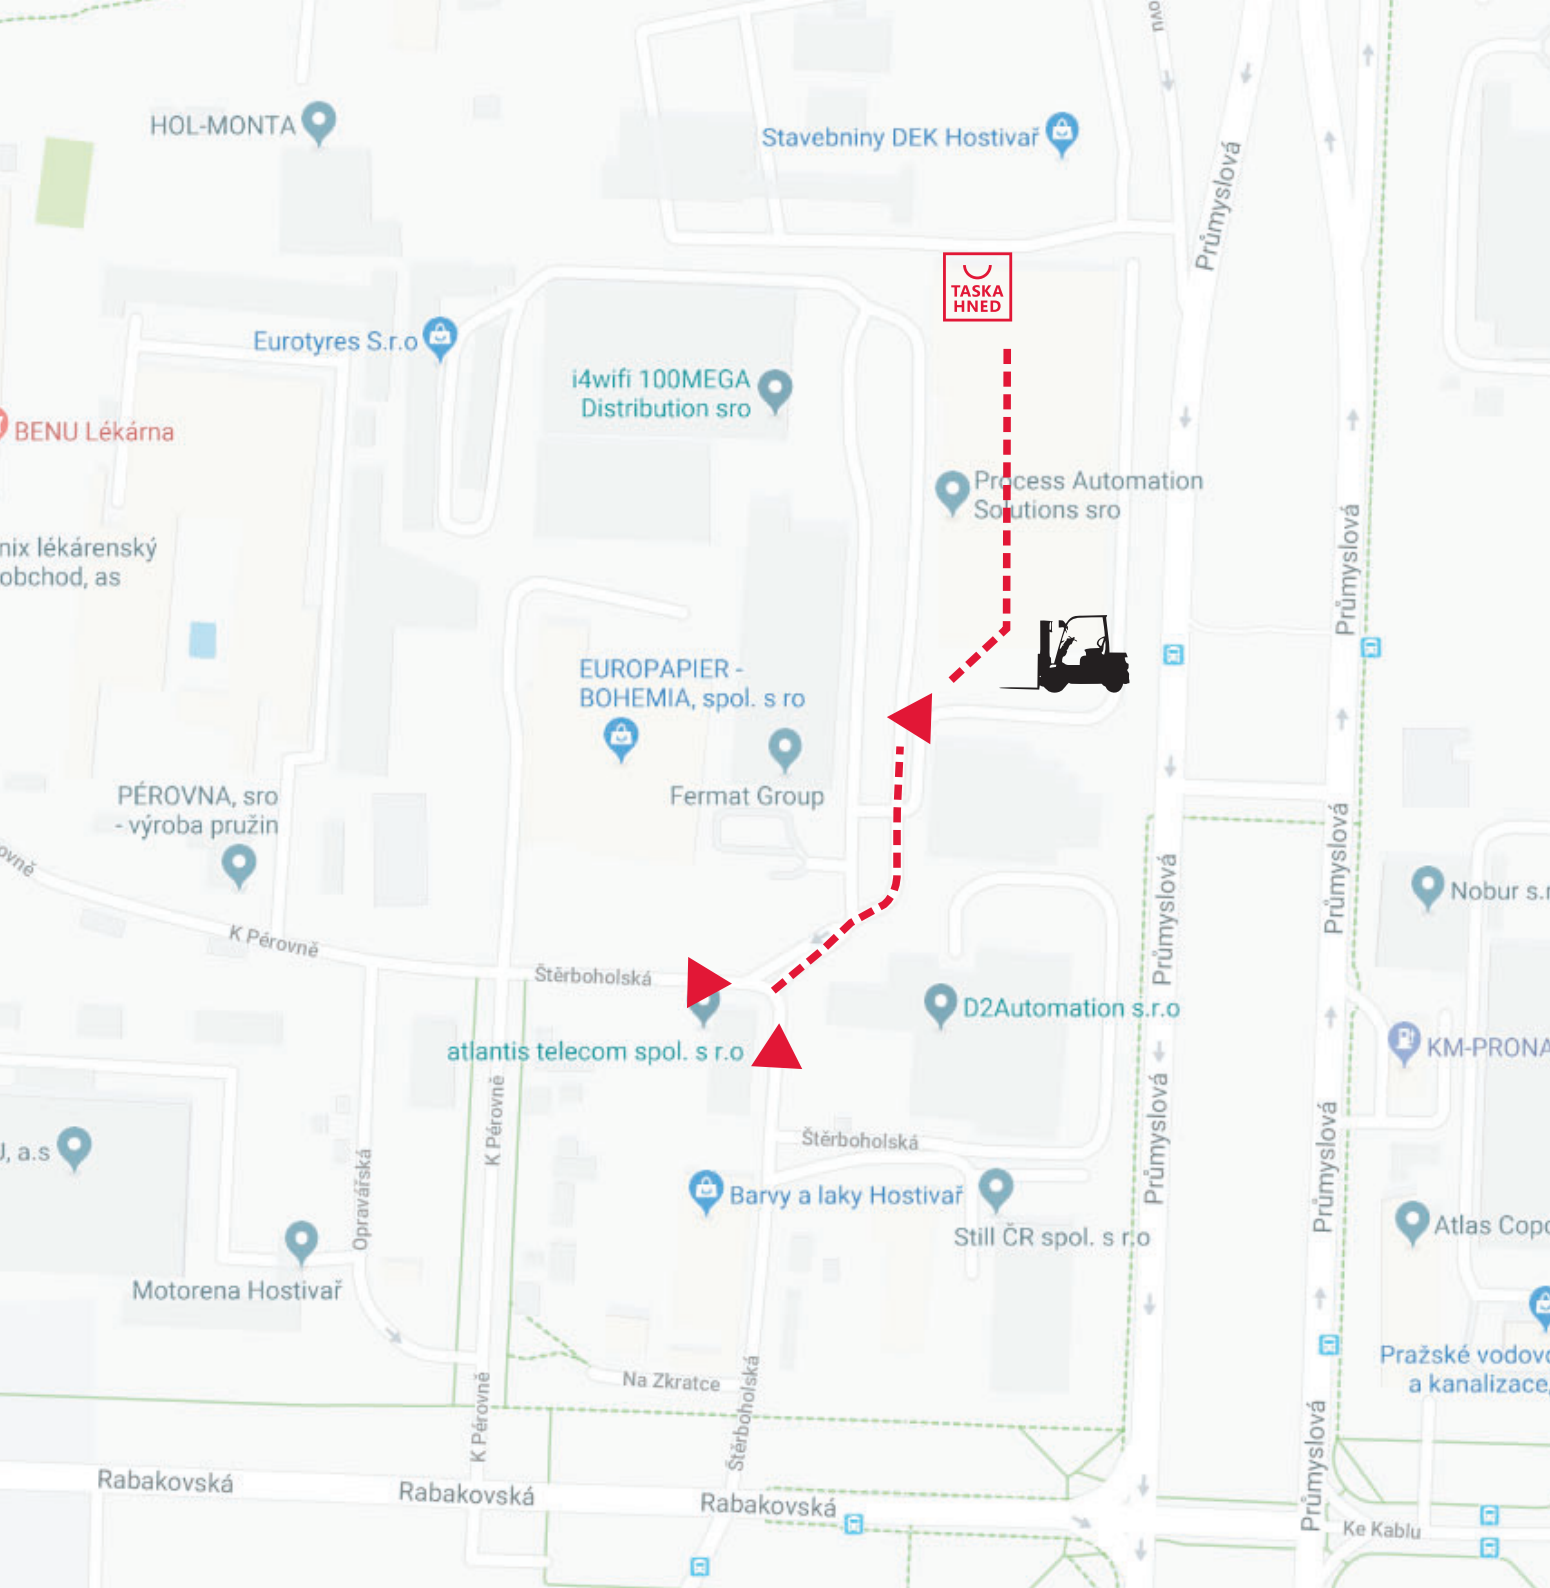 HOL-MONTA
Stavebniny DEK Hostivař
Průmyslová
TASKA
HNED
Eurotyres S.r.o
i4wifi 100MEGA
Distribution sro
BENU Lékárna
Process Automation
Solutions sro
nix lékárenský
obchod, as
Průmyslová
EUROPAPIER -
BOHEMIA, spol. s ro
PÉROVNA, sro
- výroba pružin
Fermat Group
ovně
Průmyslová
Průmyslová
Nobur s.r
K Pérovně
Štěrboholská
D2Automation s.r.o
atlantis telecom spol. s r.o
KM-PRONA
K Pérovně
Průmyslová
Průmyslová
J, a.s
Štěrboholská
Opravářská
Barvy a laky Hostivař
Still ČR spol. s r.o
Atlas Copc
Motorena Hostivař
Pražské vodovo
a kanalizace,
Na Zkratce
K Pérovně
Štěrboholská
Průmyslová
Rabakovská
Rabakovská
Rabakovská
Ke Kablu